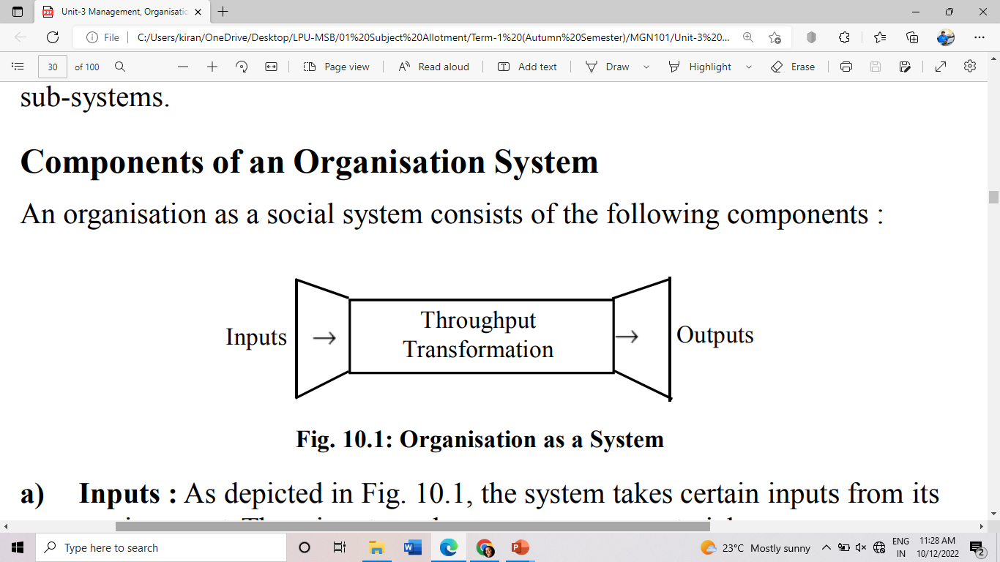 Unit-3 Management, Organisatic
File C:/Users/kiran/OneDrive/Desktop/LPU-MSB/01%20Subject%20Allotment/Term-1%20(Autumn%20Semester)/MGN101/Unit-3%20...
30 of 100 Page view Read aloud Add text Draw Highlight Erase
sub-systems.
Components of an Organisation System
An organisation as a social system consists of the following components :
Throughput
Inputs → Transformation → Outputs
Fig. 10.1: Organisation as a System
a) Inputs : As depicted in Fig. 10.1, the system takes certain inputs from its
Type here to search
23°C Mostly sunny
ENG
IN
11:28 AM
10/12/2022
2